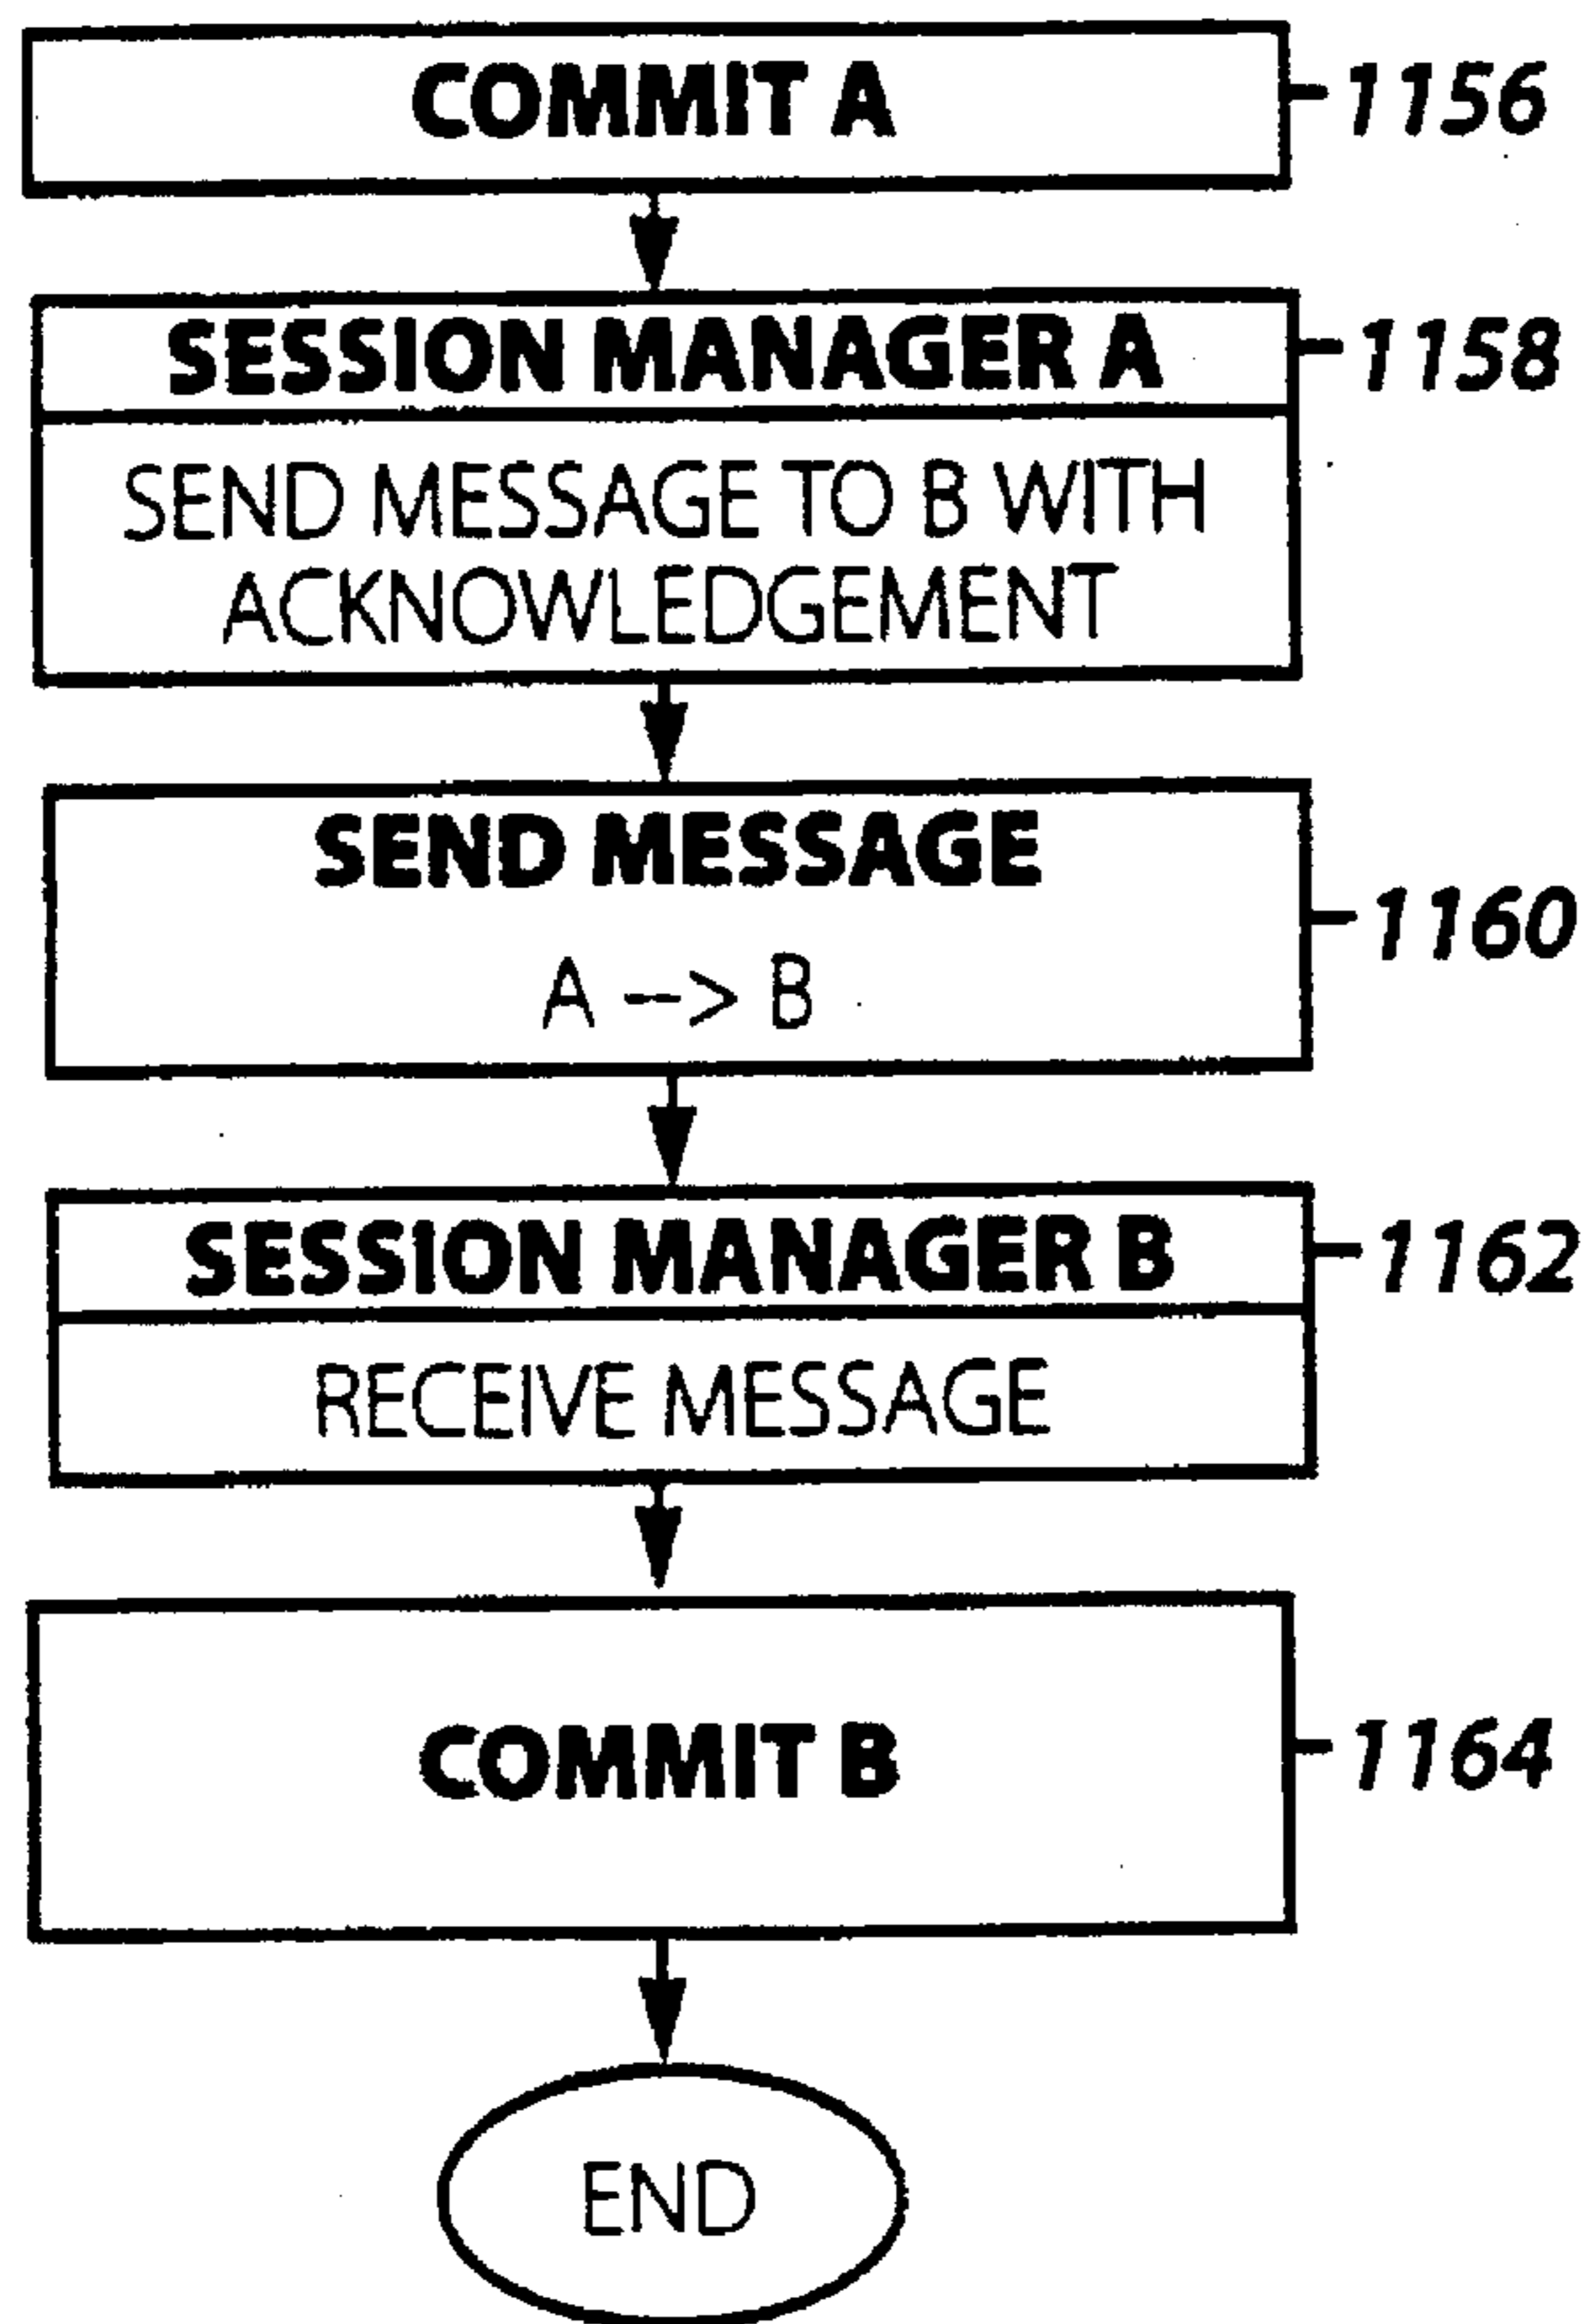 COMMIT A
1156
SESSION MANAGER A
1158
SEND MESSAGE TO B WITH
ACKNOWLEDGEMENT
SEND MESSAGE
1160
A --> B
SESSION MANAGER B
1162
RECEIVE MESSAGE
COMMIT B
1164
END